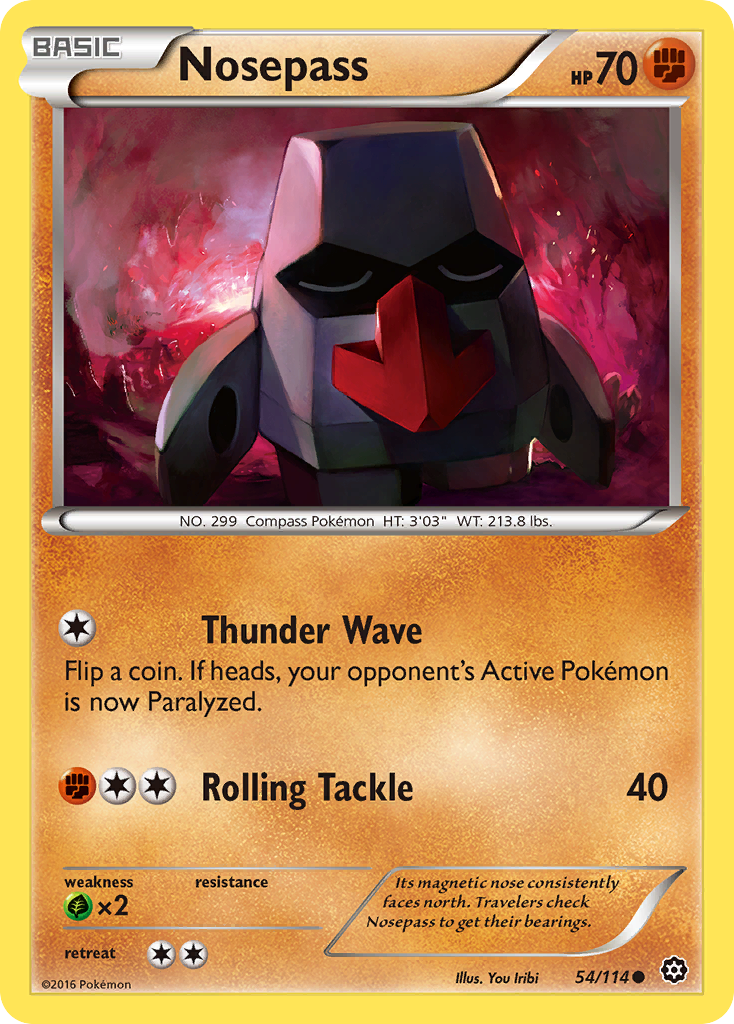 BASIC
Nosepass
HP 70
NO. 299 Compass Pokémon HT: 3'03" WT: 213.8 lbs.
Thunder Wave
Flip a coin. If heads, your opponent's Active Pokémon
is now Paralyzed.
Rolling Tackle 40
weakness resistance
×2
retreat
Its magnetic nose consistently
faces north. Travelers check
Nosepass to get their bearings.
©2016 Pokémon
Illus. You Iribi
54/114